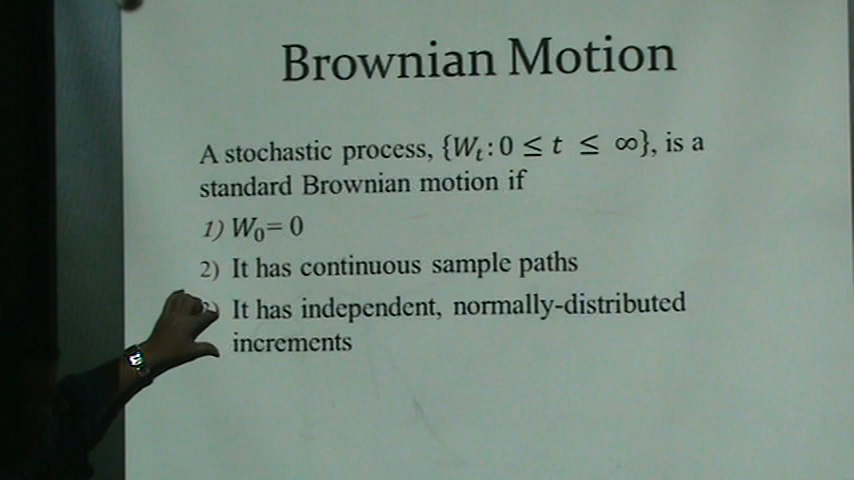 Brownian Motion
A stochastic process, {Wₜ: 0 ≤ t ≤ ∞}, is a
standard Brownian motion if
1) W₀= 0
2) It has continuous sample paths
It has independent, normally-distributed
increments